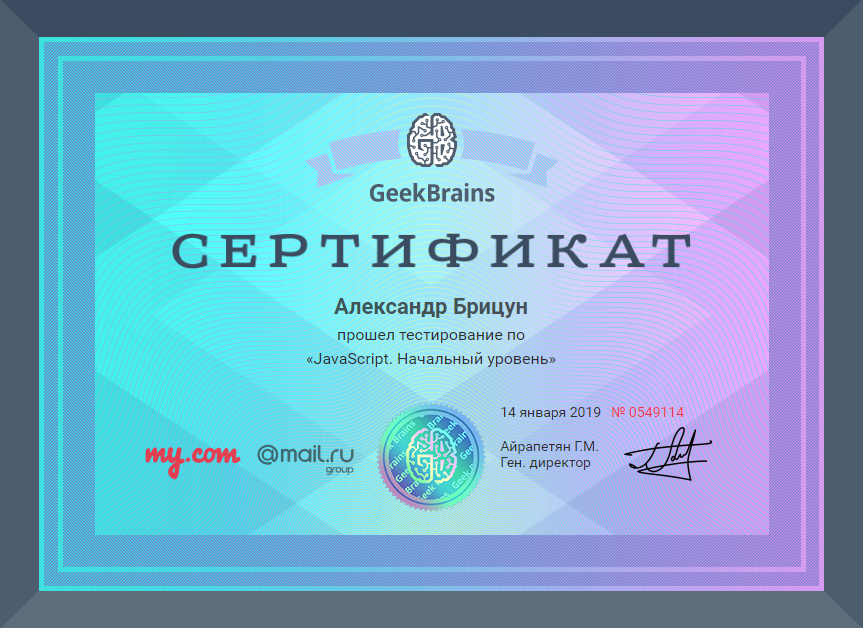 GeekBrains
СЕРТИФИКАТ
Александр Брицун
прошел тестирование по
«JavaScript. Начальный уровень»
14 января 2019 № 0549114
my.com @mail.ru
group
Айрапетян Г.М.
Ген. директор